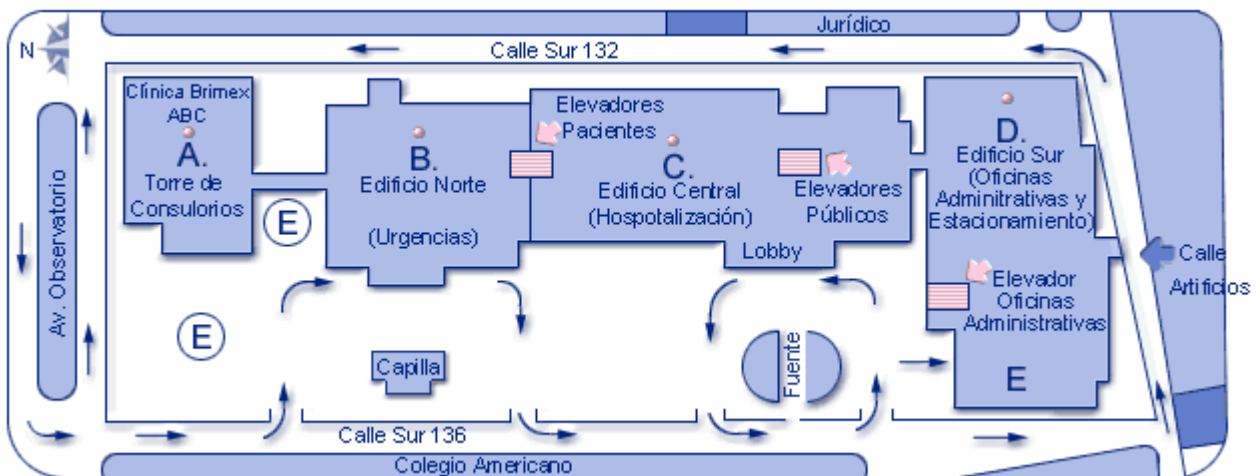 Jurídico
N
Calle Sur 132
Clínica Brimex
ABC
A.
Torre de
Consulorios
B.
Edificio Norte
(Urgencias)
Elevadores
Pacientes
C.
Edificio Central
(Hospotalización)
Elevadores
Públicos
Lobby
D.
Edificio Sur
(Oficinas
Adminitrativas y
Estacionamiento)
Elevador
Oficinas
Administrativas
E
Calle
Artificios
Av. Observatorio
E
E
Capilla
Fuente
Calle Sur 136
Colegio Americano